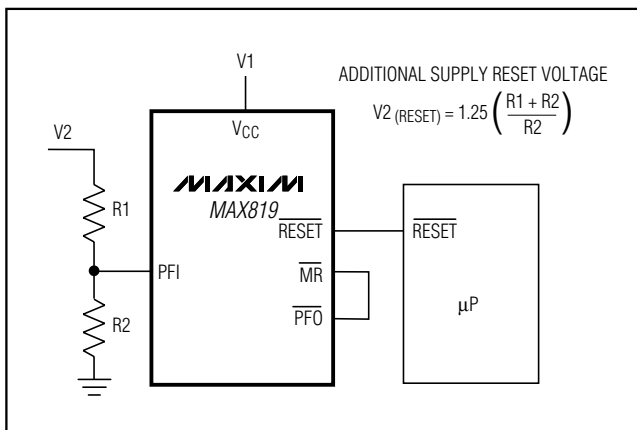 V1
ADDITIONAL SUPPLY RESET VOLTAGE
V2 (RESET) = 1.25 ( R1 + R2 / R2 )
V2
VCC
MAXIM
MAX819
R1
RESET
RESET
PFI
MR
µP
R2
PFO